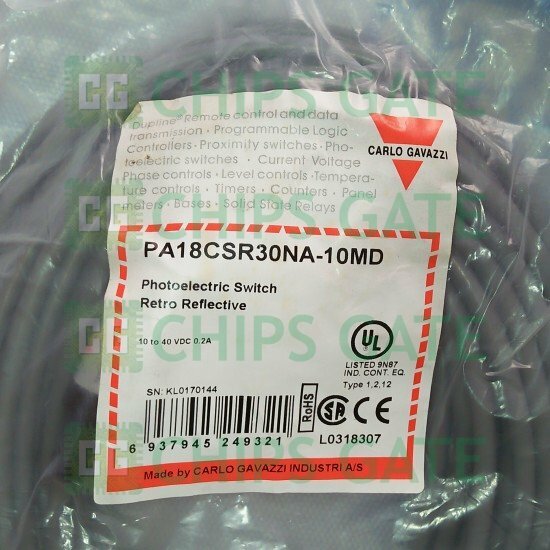 CHIPS GATE
Dupline® Remote control and data
transmission · Programmable Logic
Controllers · Proximity switches · Pho-
toelectric switches · Current Voltage
Phase controls · Level controls · Tempera-
ture controls · Timers · Counters · Panel
meters · Bases · Solid State Relays
CARLO GAVAZZI
CHIPS GATE
PA18CSR30NA-10MD
Photoelectric Switch
Retro Reflective
CHIPS GATE
10 to 40 VDC 0.2A
UL
LISTED 9N87
IND. CONT. EQ.
Type 1,2,12
SN: KL0170144
RoHS
SA
CE
CHIPS GATE
6 937945 249321
L0318307
Made by CARLO GAVAZZI INDUSTRI A/S
CHIPS GATE